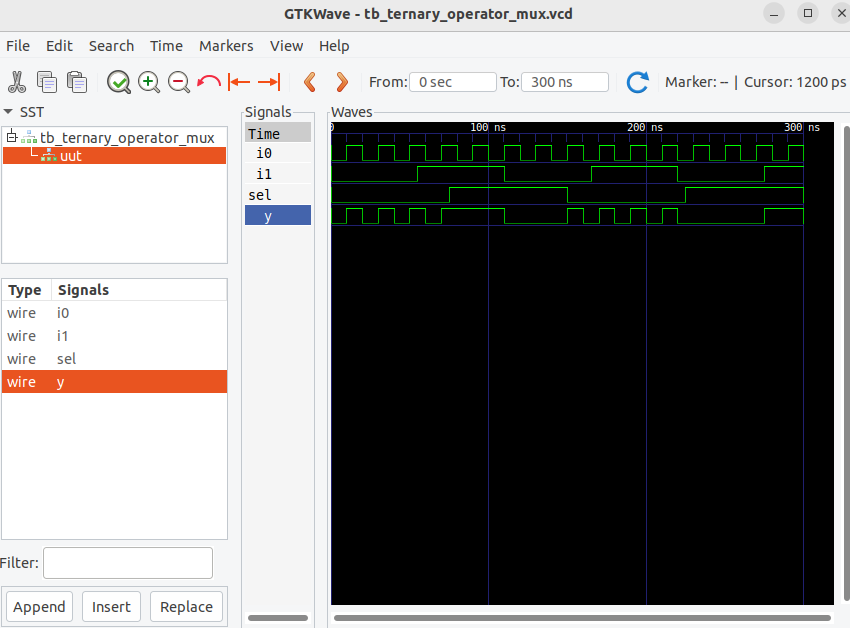 GTKWave - tb_ternary_operator_mux.vcd
File Edit Search Time Markers View Help
From: 0 sec To: 300 ns Marker: -- | Cursor: 1200 ps
SST
tb_ternary_operator_mux
uut
Type Signals
wire i0
wire i1
wire sel
wire y
Filter:
Append Insert Replace
Signals
Time
i0
i1
sel
y
Waves
0 100 ns 200 ns 300 ns